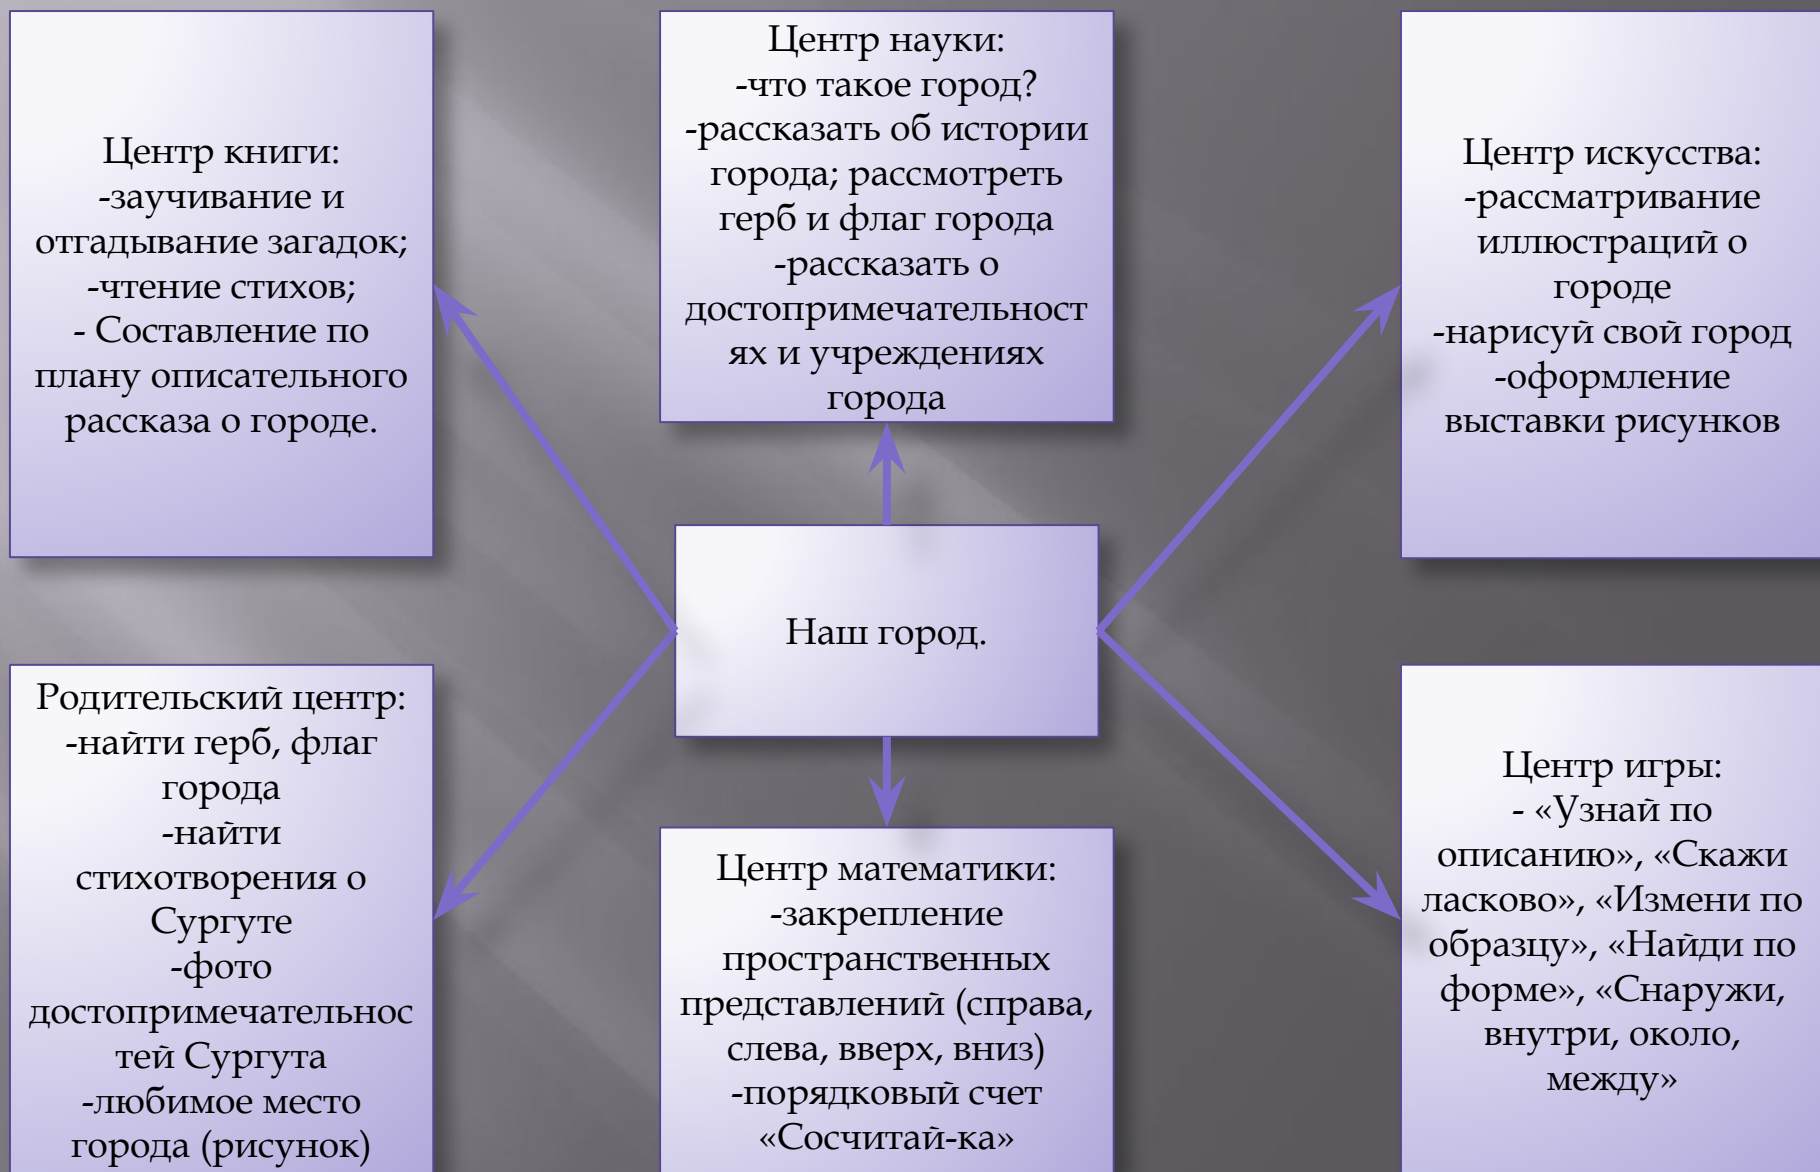 Центр книги:
-заучивание и
отгадывание загадок;
-чтение стихов;
- Составление по
плану описательного
рассказа о городе.
Центр науки:
-что такое город?
-рассказать об истории
города; рассмотреть
герб и флаг города
-рассказать о
достопримечательност
ях и учреждениях
города
Центр искусства:
-рассматривание
иллюстраций о
городе
-нарисуй свой город
-оформление
выставки рисунков
Наш город.
Родительский центр:
-найти герб, флаг
города
-найти
стихотворения о
Сургуте
-фото
достопримечательнос
тей Сургута
-любимое место
города (рисунок)
Центр математики:
-закрепление
пространственных
представлений (справа,
слева, вверх, вниз)
-порядковый счет
«Сосчитай-ка»
Центр игры:
- «Узнай по
описанию», «Скажи
ласково», «Измени по
образцу», «Найди по
форме», «Снаружи,
внутри, около,
между»